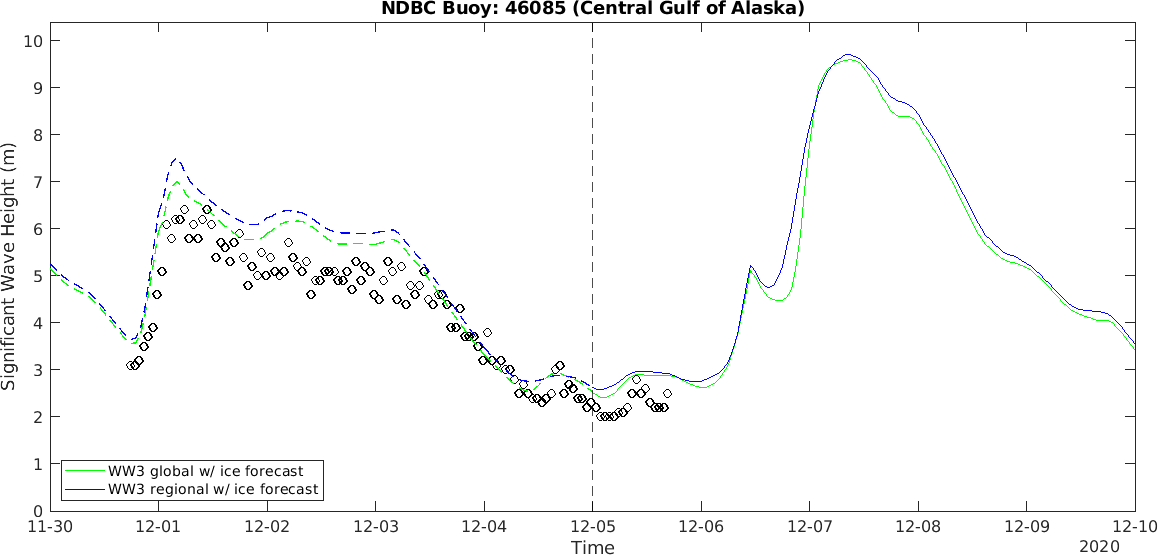 NDBC Buoy: 46085 (Central Gulf of Alaska)
Significant Wave Height (m)
10
9
8
7
6
5
4
3
2
1
0
WW3 global w/ ice forecast
WW3 regional w/ ice forecast
11-30 12-01 12-02 12-03 12-04 12-05 12-06 12-07 12-08 12-09 12-10
Time
2020